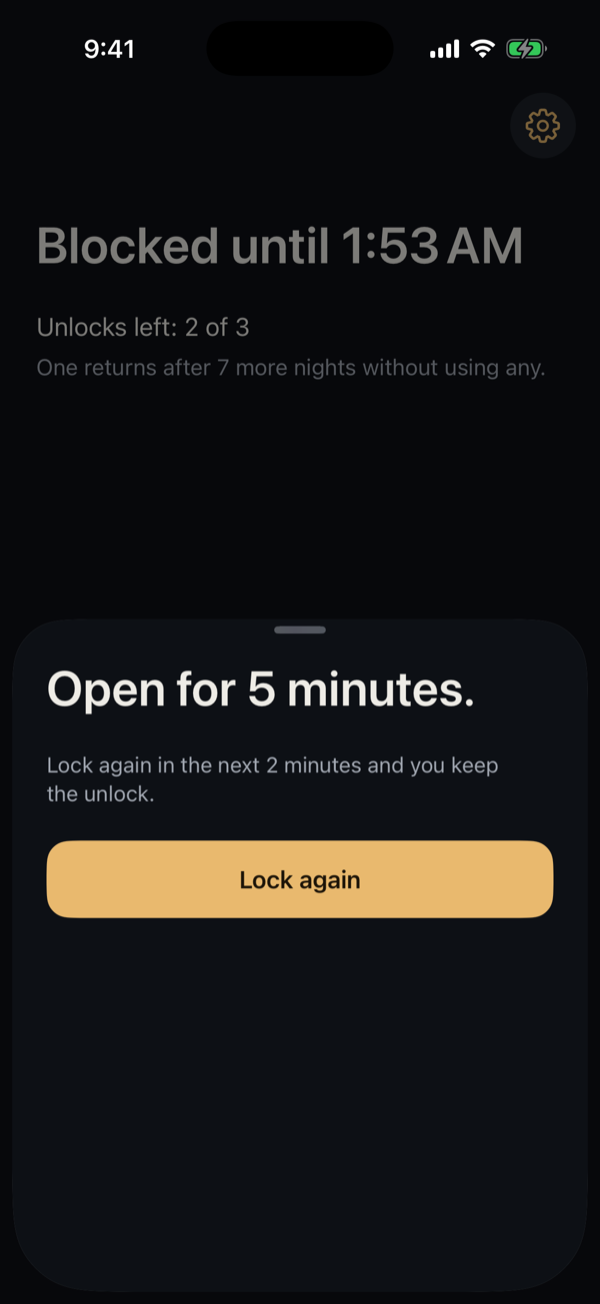 9:41
Blocked until 1:53 AM
Unlocks left: 2 of 3
One returns after 7 more nights without using any.
Open for 5 minutes.
Lock again in the next 2 minutes and you keep
the unlock.
Lock again